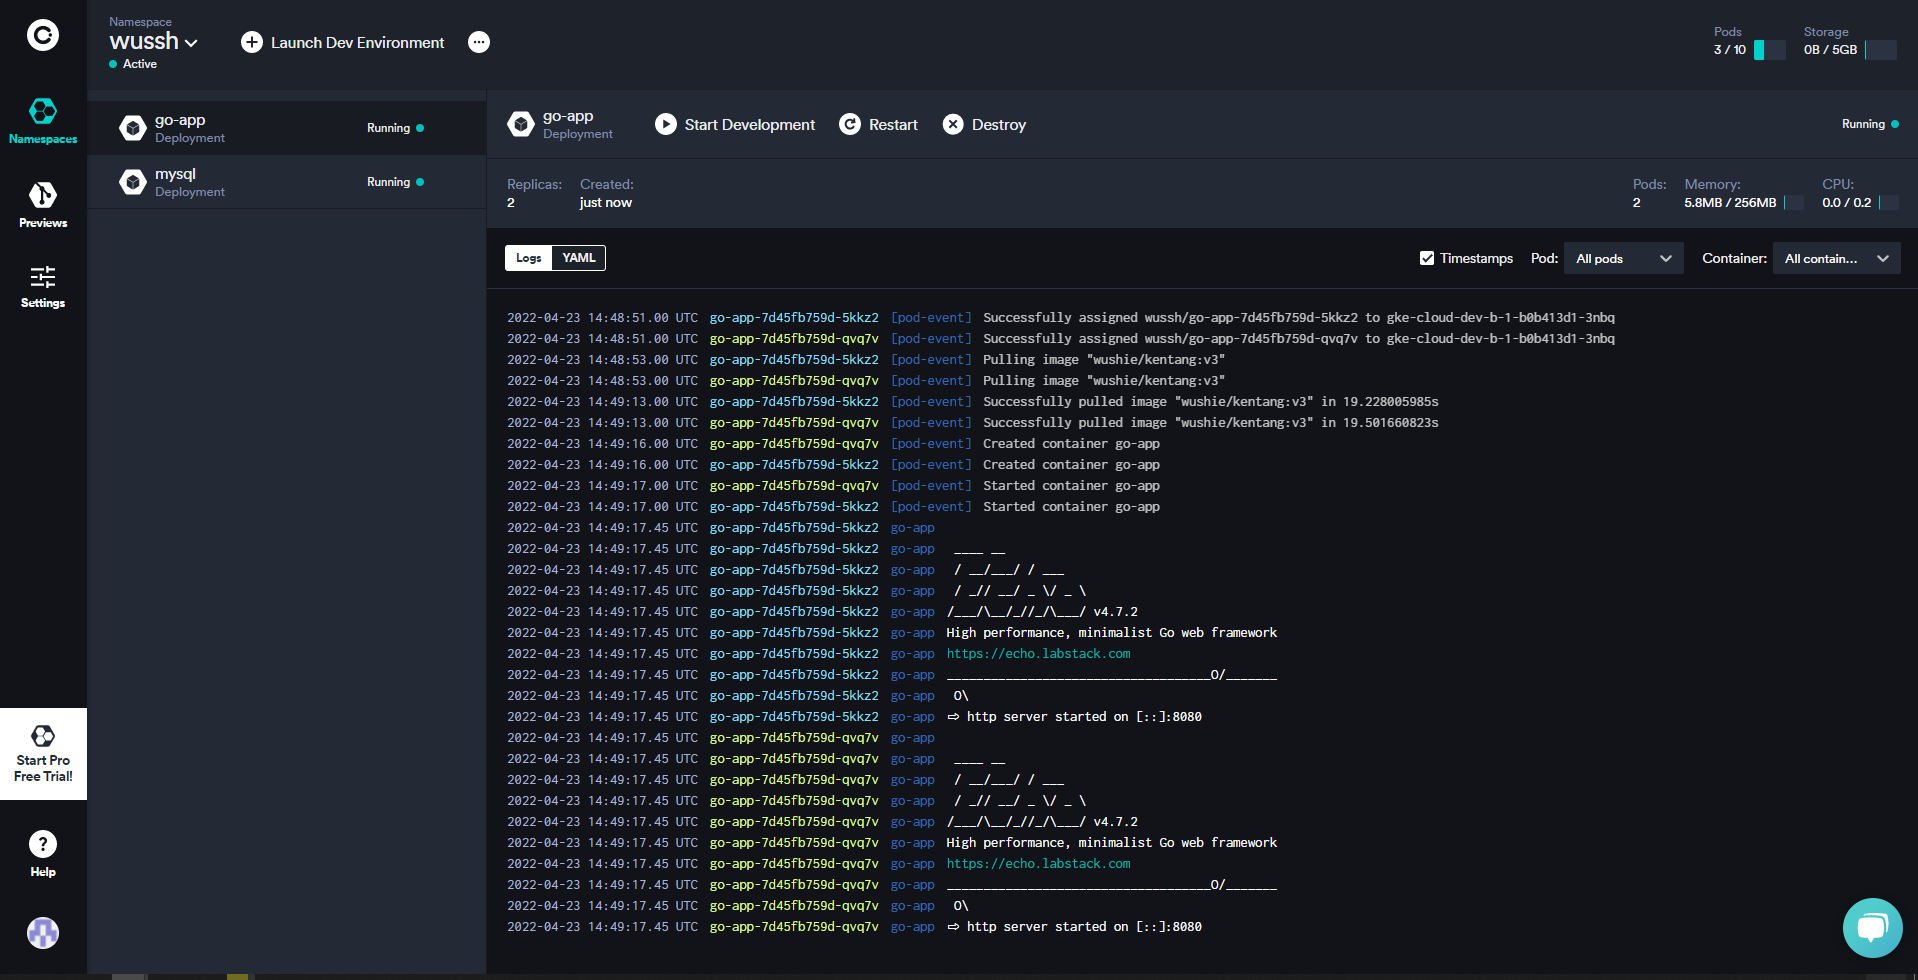 Namespace
wussh
Active
Launch Dev Environment
Pods
3 / 10
Storage
0B / 5GB
Namespaces
Previews
Settings
Start Pro
Free Trial!
?
Help
go-app
Deployment
Running
mysql
Deployment
Running
go-app
Deployment
Start Development
Restart
Destroy
Running
Replicas:
2
Created:
just now
Pods:
2
Memory:
5.8MB / 256MB
CPU:
0.0 / 0.2
Logs
YAML
Timestamps
Pod:
All pods
Container:
All contain...
2022-04-23 14:48:51.00 UTC go-app-7d45fb759d-5kkz2 [pod-event] Successfully assigned wussh/go-app-7d45fb759d-5kkz2 to gke-cloud-dev-b-1-b0b413d1-3nbq
2022-04-23 14:48:51.00 UTC go-app-7d45fb759d-qvq7v [pod-event] Successfully assigned wussh/go-app-7d45fb759d-qvq7v to gke-cloud-dev-b-1-b0b413d1-3nbq
2022-04-23 14:48:53.00 UTC go-app-7d45fb759d-5kkz2 [pod-event] Pulling image "wushie/kentang:v3"
2022-04-23 14:48:53.00 UTC go-app-7d45fb759d-qvq7v [pod-event] Pulling image "wushie/kentang:v3"
2022-04-23 14:49:13.00 UTC go-app-7d45fb759d-5kkz2 [pod-event] Successfully pulled image "wushie/kentang:v3" in 19.228005985s
2022-04-23 14:49:13.00 UTC go-app-7d45fb759d-qvq7v [pod-event] Successfully pulled image "wushie/kentang:v3" in 19.501660823s
2022-04-23 14:49:16.00 UTC go-app-7d45fb759d-qvq7v [pod-event] Created container go-app
2022-04-23 14:49:16.00 UTC go-app-7d45fb759d-5kkz2 [pod-event] Created container go-app
2022-04-23 14:49:17.00 UTC go-app-7d45fb759d-qvq7v [pod-event] Started container go-app
2022-04-23 14:49:17.00 UTC go-app-7d45fb759d-5kkz2 [pod-event] Started container go-app
2022-04-23 14:49:17.45 UTC go-app-7d45fb759d-5kkz2 go-app
2022-04-23 14:49:17.45 UTC go-app-7d45fb759d-5kkz2 go-app ____ __
2022-04-23 14:49:17.45 UTC go-app-7d45fb759d-5kkz2 go-app / __/___/ / ___
2022-04-23 14:49:17.45 UTC go-app-7d45fb759d-5kkz2 go-app / _// __/ _ \/ _ \
2022-04-23 14:49:17.45 UTC go-app-7d45fb759d-5kkz2 go-app /___/\__/_//_/\___/ v4.7.2
2022-04-23 14:49:17.45 UTC go-app-7d45fb759d-5kkz2 go-app High performance, minimalist Go web framework
2022-04-23 14:49:17.45 UTC go-app-7d45fb759d-5kkz2 go-app https://echo.labstack.com
2022-04-23 14:49:17.45 UTC go-app-7d45fb759d-5kkz2 go-app ____________________________________O/_______
2022-04-23 14:49:17.45 UTC go-app-7d45fb759d-5kkz2 go-app O\
2022-04-23 14:49:17.45 UTC go-app-7d45fb759d-5kkz2 go-app ⇨ http server started on [::]:8080
2022-04-23 14:49:17.45 UTC go-app-7d45fb759d-qvq7v go-app
2022-04-23 14:49:17.45 UTC go-app-7d45fb759d-qvq7v go-app ____ __
2022-04-23 14:49:17.45 UTC go-app-7d45fb759d-qvq7v go-app / __/___/ / ___
2022-04-23 14:49:17.45 UTC go-app-7d45fb759d-qvq7v go-app / _// __/ _ \/ _ \
2022-04-23 14:49:17.45 UTC go-app-7d45fb759d-qvq7v go-app /___/\__/_//_/\___/ v4.7.2
2022-04-23 14:49:17.45 UTC go-app-7d45fb759d-qvq7v go-app High performance, minimalist Go web framework
2022-04-23 14:49:17.45 UTC go-app-7d45fb759d-qvq7v go-app https://echo.labstack.com
2022-04-23 14:49:17.45 UTC go-app-7d45fb759d-qvq7v go-app ____________________________________O/_______
2022-04-23 14:49:17.45 UTC go-app-7d45fb759d-qvq7v go-app O\
2022-04-23 14:49:17.45 UTC go-app-7d45fb759d-qvq7v go-app ⇨ http server started on [::]:8080